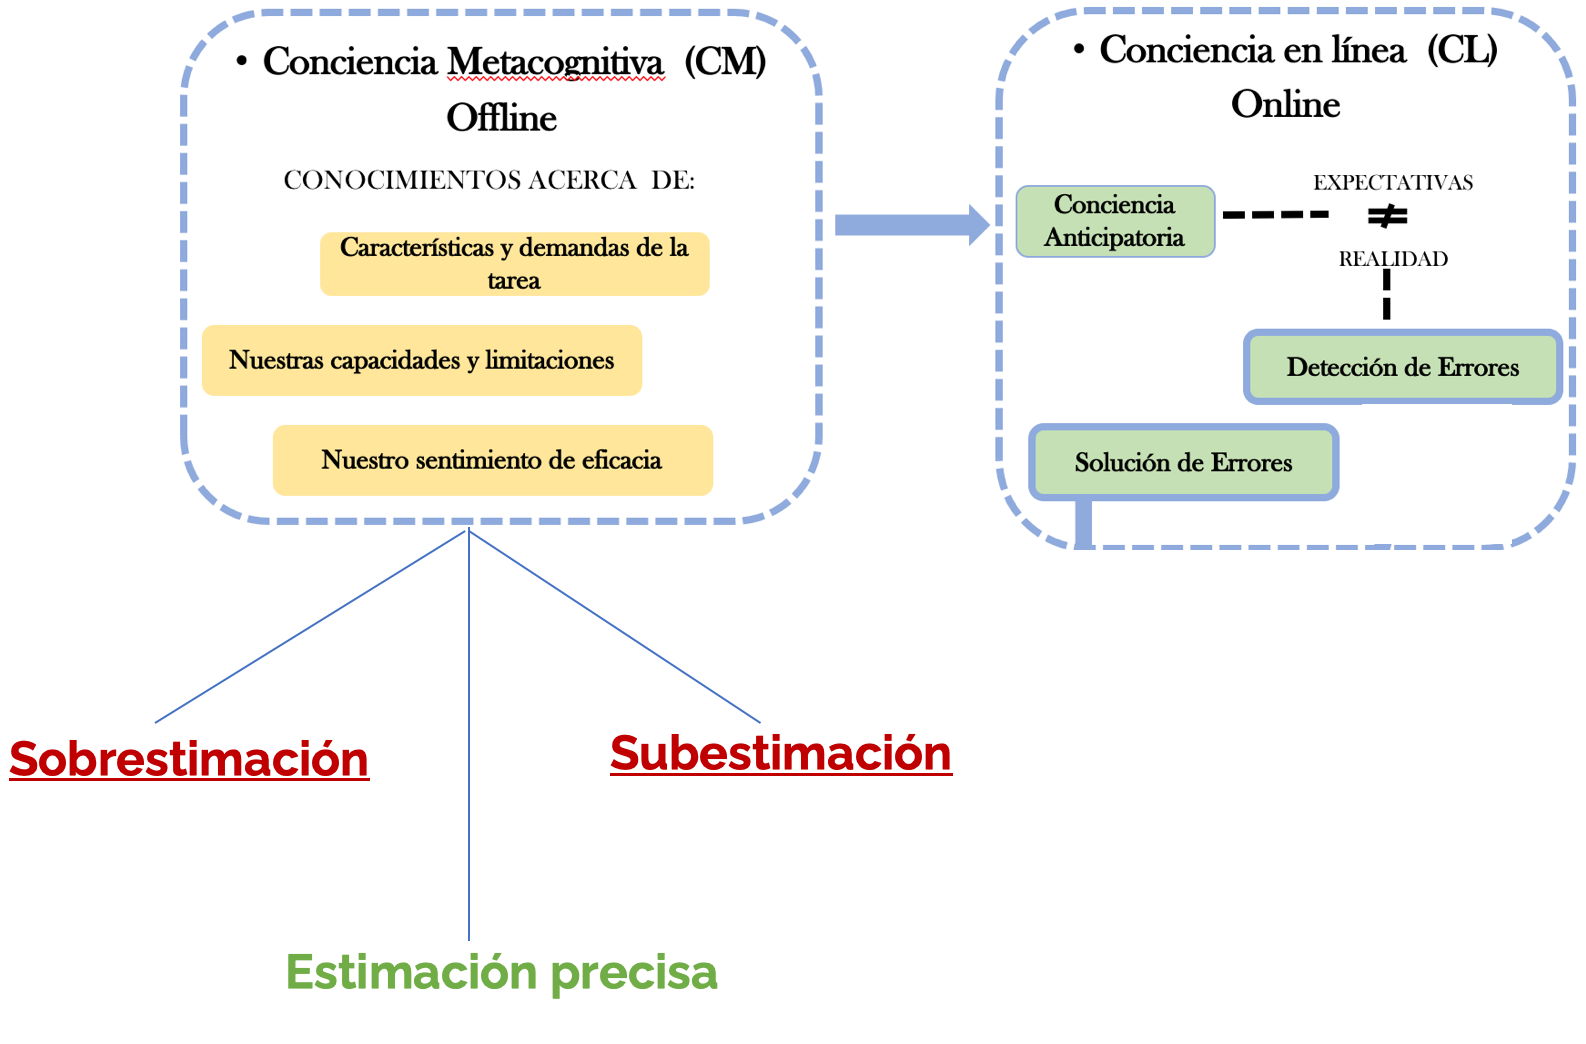 • Conciencia Metacognitiva (CM)
Offline
CONOCIMIENTOS ACERCA DE:
Características y demandas de la
tarea
Nuestras capacidades y limitaciones
Nuestro sentimiento de eficacia
• Conciencia en línea (CL)
Online
Conciencia
Anticipatoria
EXPECTATIVAS
≠
REALIDAD
Detección de Errores
Solución de Errores
Sobrestimación
Subestimación
Estimación precisa